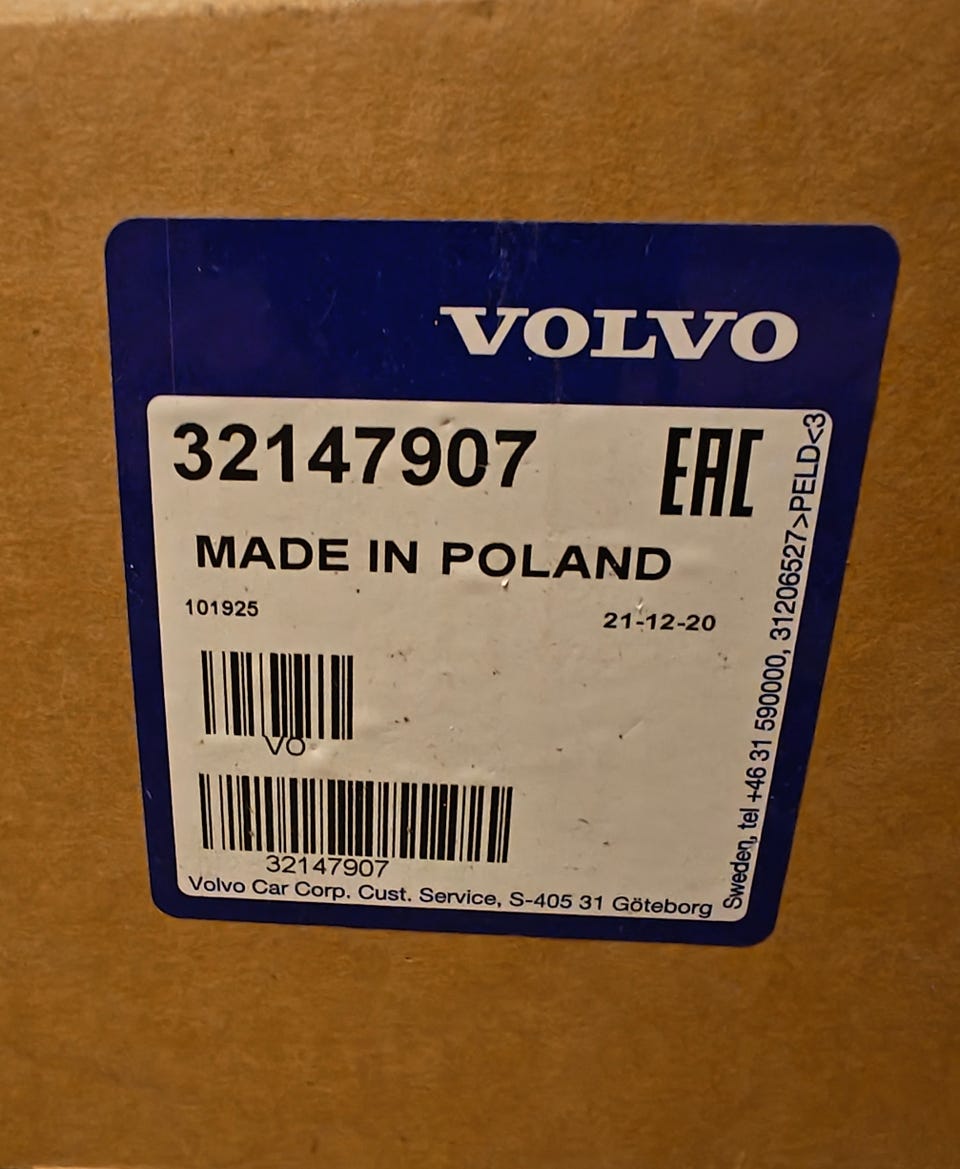 VOLVO
32147907
EAC
MADE IN POLAND
101925
21-12-20
VO
32147907
Volvo Car Corp. Cust. Service, S-405 31 Göteborg
Sweden, tel +46 31 590000, 31206527>PELD<3